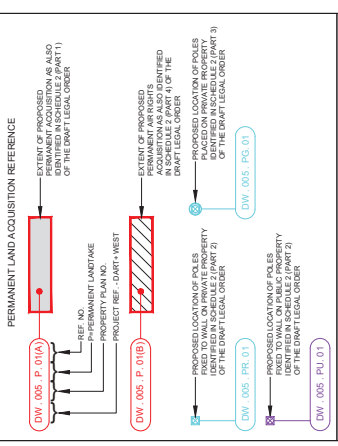 PERMANENT LAND ACQUISITION REFERENCE
DW . 005 . P . 01(A)
EXTENT OF PROPOSED
PERMANENT ACQUISITION AS ALSO
IDENTIFIED IN SCHEDULE 2 (PART 1)
OF THE DRAFT LEGAL ORDER
REF. NO.
P=PERMANENT LANDTAKE
PROPERTY PLAN NO.
PROJECT REF. - DART+ WEST
DW . 005 . P . 01(B)
EXTENT OF PROPOSED
PERMANENT AIR RIGHTS
ACQUISITION AS ALSO IDENTIFIED
IN SCHEDULE 2 (PART 4) OF THE
DRAFT LEGAL ORDER
PROPOSED LOCATION OF POLES
FIXED TO WALL ON PRIVATE PROPERTY
IDENTIFIED IN SCHEDULE 2 (PART 2)
OF THE DRAFT LEGAL ORDER
DW . 005 . PR. 01
PROPOSED LOCATION OF POLES
PLACED ON PRIVATE PROPERTY
IDENTIFIED IN SCHEDULE 2 (PART 3)
OF THE DRAFT LEGAL ORDER
DW . 005 . PG. 01
PROPOSED LOCATION OF POLES
FIXED TO WALL ON PUBLIC PROPERTY
IDENTIFIED IN SCHEDULE 2 (PART 2)
OF THE DRAFT LEGAL ORDER
DW . 005 . PU. 01